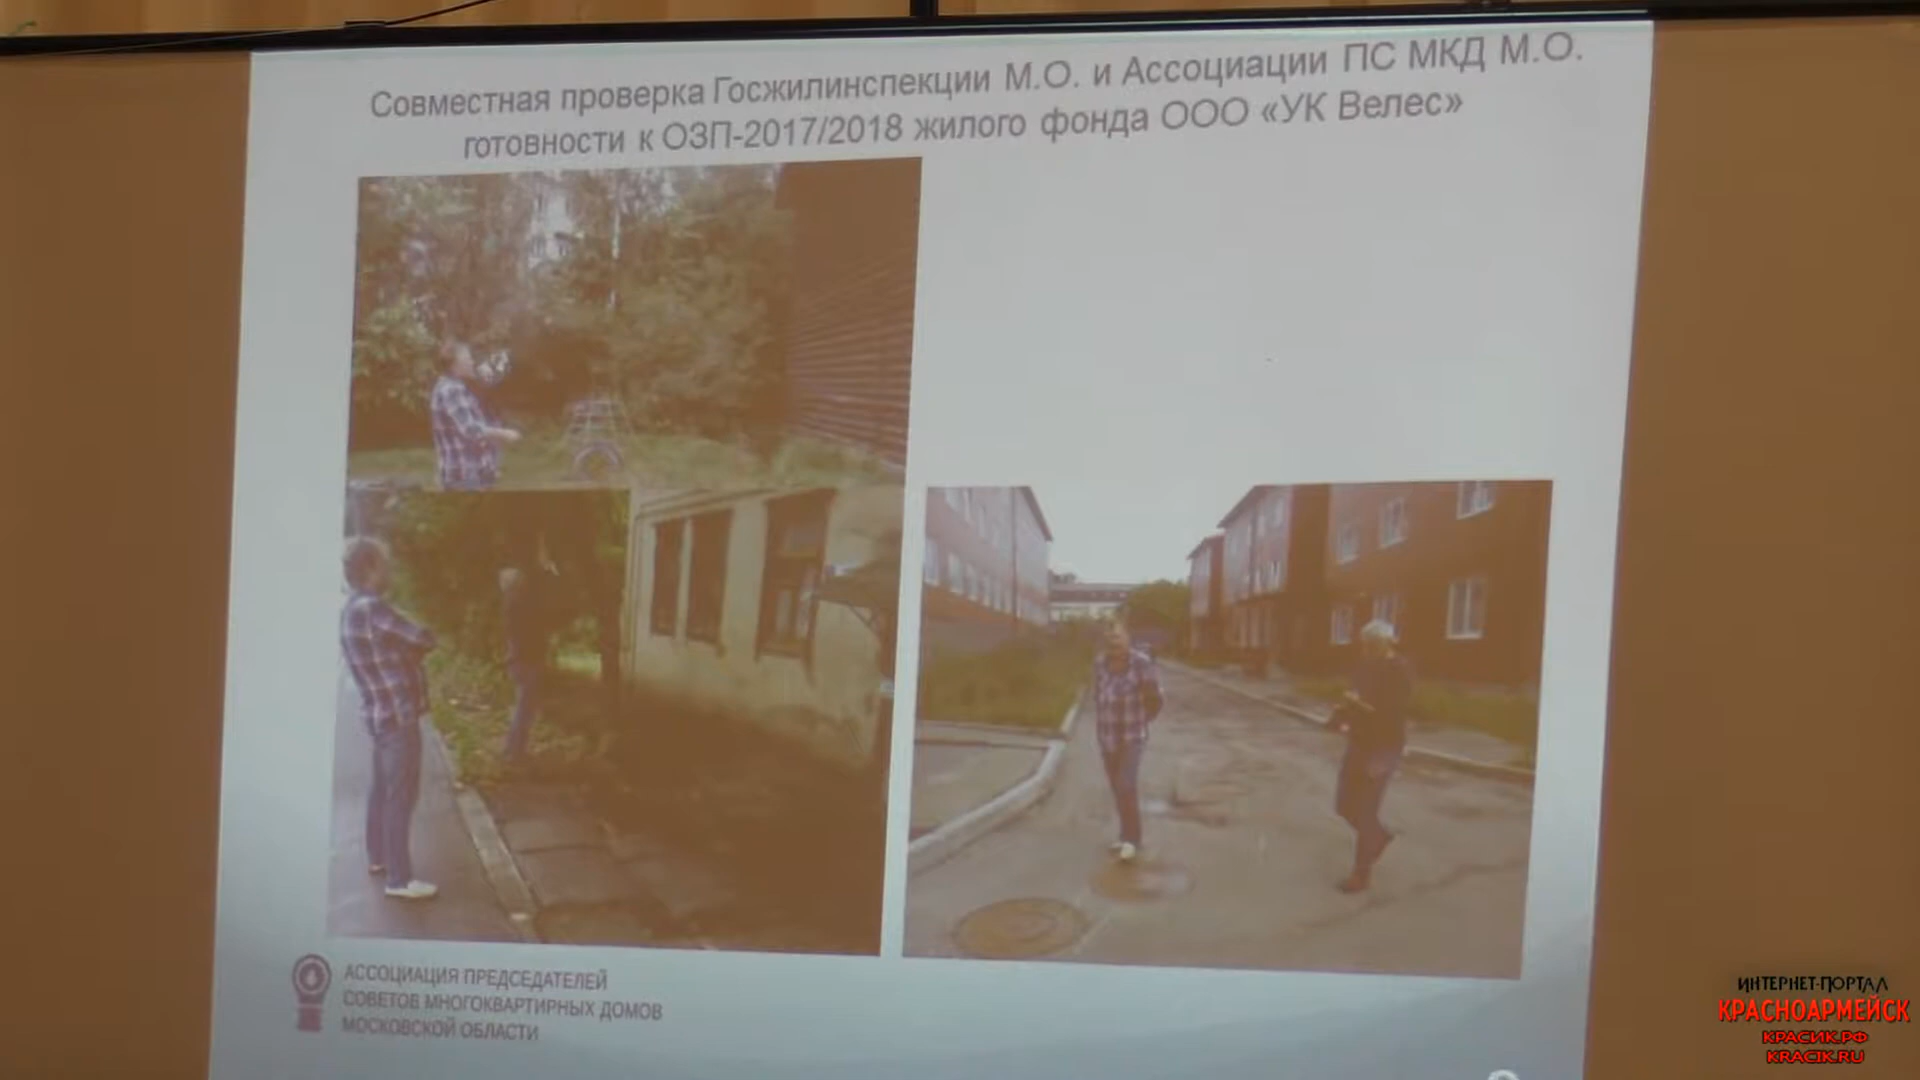 Совместная проверка Госжилинспекции М.О. и Ассоциации ПС МКД М.О.
готовности к ОЗП-2017/2018 жилого фонда ООО «УК Велес»
АССОЦИАЦИЯ ПРЕДСЕДАТЕЛЕЙ
СОВЕТОВ МНОГОКВАРТИРНЫХ ДОМОВ
МОСКОВСКОЙ ОБЛАСТИ
ИНТЕРНЕТ-ПОРТАЛ
КРАСНОАРМЕЙСК
КРАСИК.РФ
KRACIK.RU